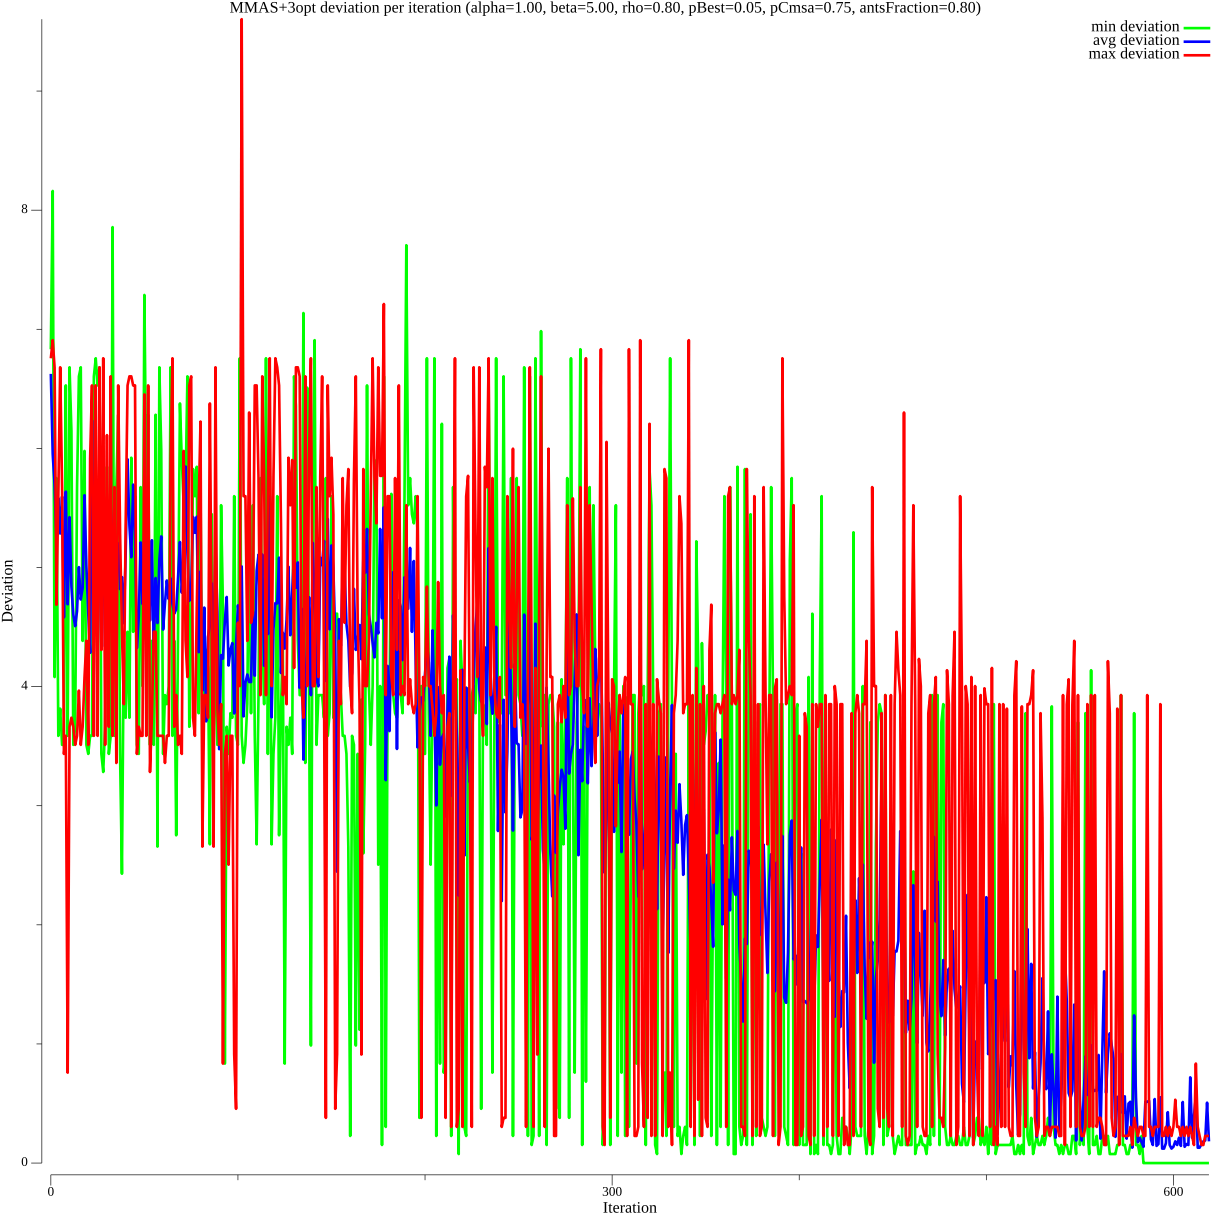 MMAS+3opt deviation per iteration (alpha=1.00, beta=5.00, rho=0.80, pBest=0.05, pCmsa=0.75, antsFraction=0.80)
min deviation
avg deviation
max deviation
8
4
0
Deviation
0
300
600
Iteration